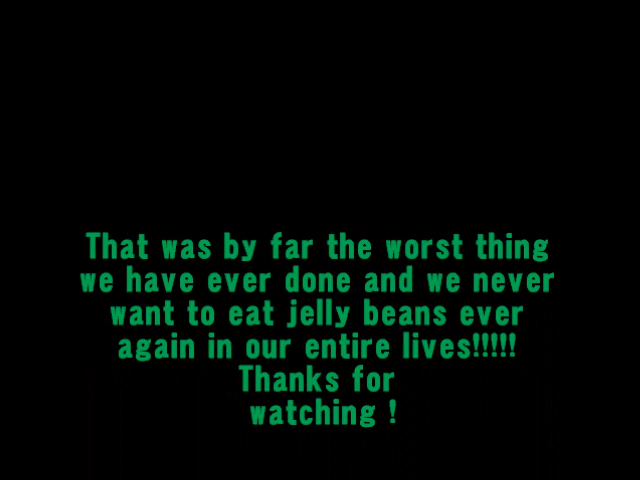 That was by far the worst thing
we have ever done and we never
want to eat jelly beans ever
again in our entire lives!!!!!
Thanks for
watching !